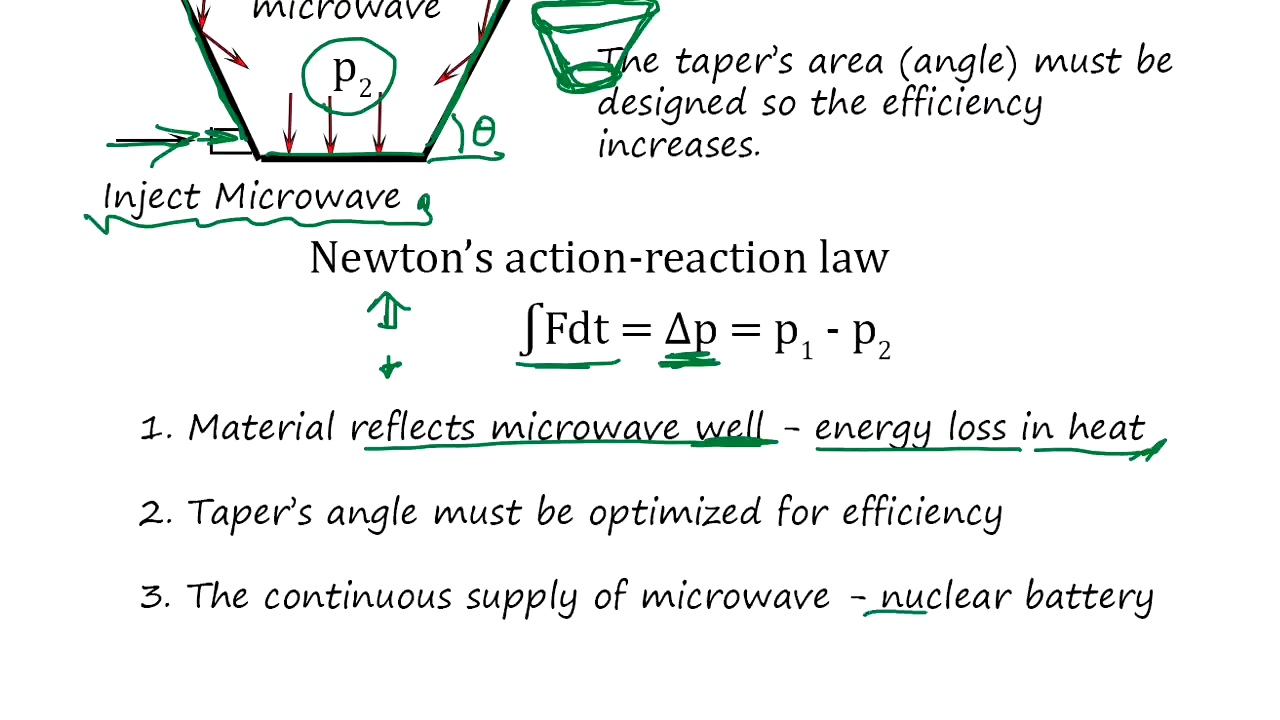 microwave
p₂
The taper's area (angle) must be
designed so the efficiency
increases.
θ
Inject Microwave
Newton's action-reaction law
∫Fdt = Δp = p₁ - p₂
1. Material reflects microwave well - energy loss in heat
2. Taper's angle must be optimized for efficiency
3. The continuous supply of microwave - nuclear battery